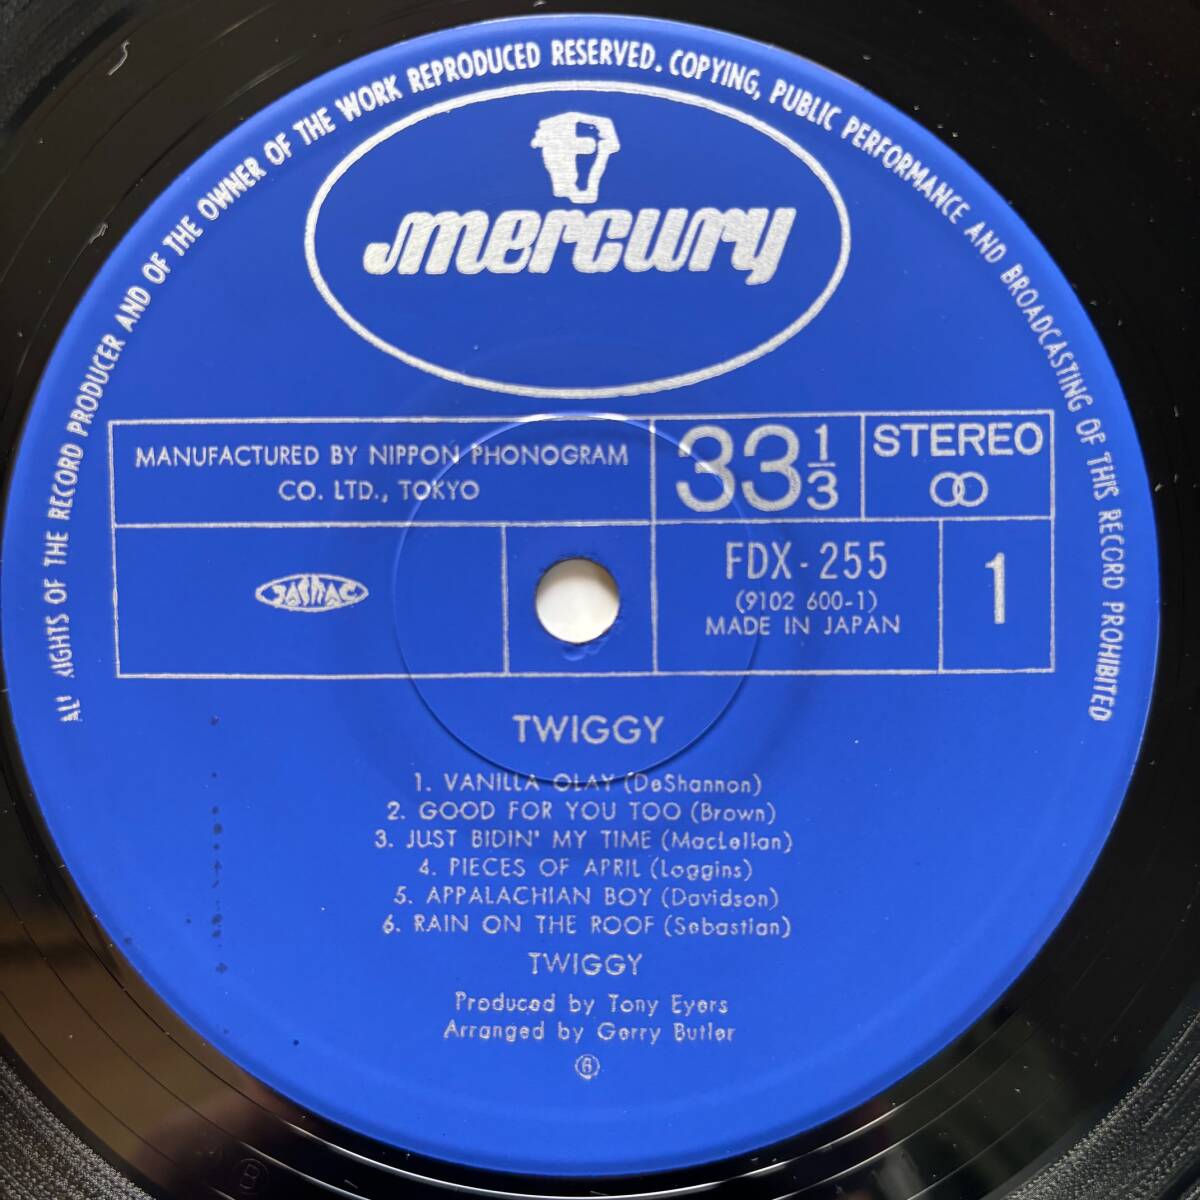 ALL RIGHTS OF THE RECORD PRODUCER AND OF THE OWNER OF THE WORK REPRODUCED RESERVED. COPYING, PUBLIC PERFORMANCE AND BROADCASTING OF THIS RECORD PROHIBITED
mercury
MANUFACTURED BY NIPPON PHONOGRAM
CO. LTD., TOKYO
33 1/3
STEREO
JASRAC
FDX-255
(9102 600-1)
MADE IN JAPAN
1
TWIGGY
1. VANILLA OLAY (DeShannon)
2. GOOD FOR YOU TOO (Brown)
3. JUST BIDIN' MY TIME (MacLellan)
4. PIECES OF APRIL (Loggins)
5. APPALACHIAN BOY (Davidson)
6. RAIN ON THE ROOF (Sebastian)
TWIGGY
Produced by Tony Eyers
Arranged by Gerry Butler